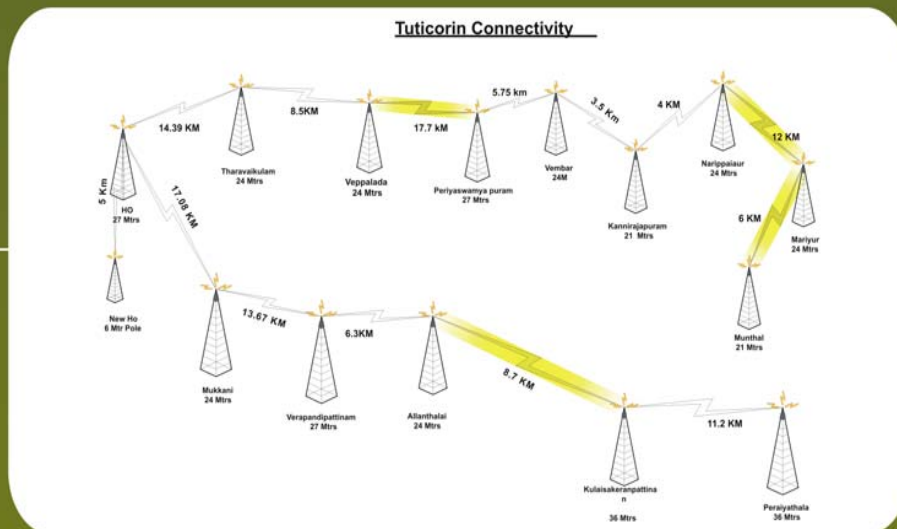 Tuticorin Connectivity
14.39 KM
8.5KM
17.7 kM
5.75 km
3.5 Km
4 KM
12 KM
6 KM
Tharavaikulam
24 Mtrs
Veppalada
24 Mtrs
Periyaswamya puram
27 Mtrs
Vembar
24M
Kannirajapuram
21 Mtrs
Narippaiaur
24 Mtrs
Mariyur
24 Mtrs
Munthal
21 Mtrs
HO
27 Mtrs
5 Km
17.08 KM
New Ho
6 Mtr Pole
13.67 KM
6.3KM
8.7 KM
11.2 KM
Mukkani
24 Mtrs
Verapandipattinam
27 Mtrs
Allanthalai
24 Mtrs
Kulaisakeranpattina
n
36 Mtrs
Peraiyathala
36 Mtrs